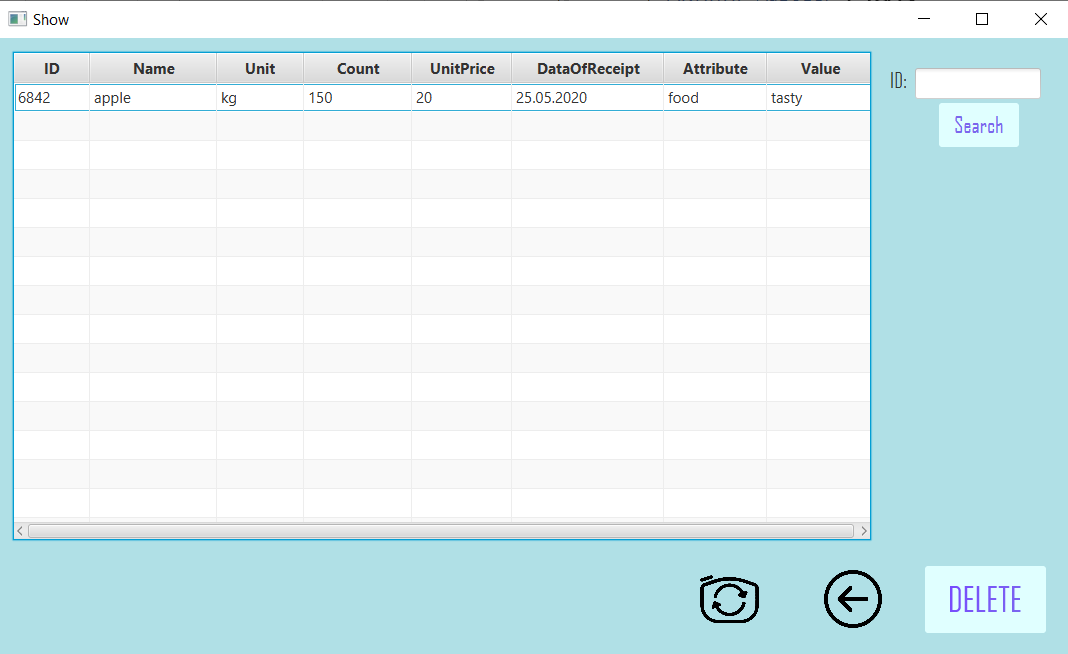 Show
ID Name Unit Count UnitPrice DataOfReceipt Attribute Value
6842 apple kg 150 20 25.05.2020 food tasty
ID:
Search
DELETE